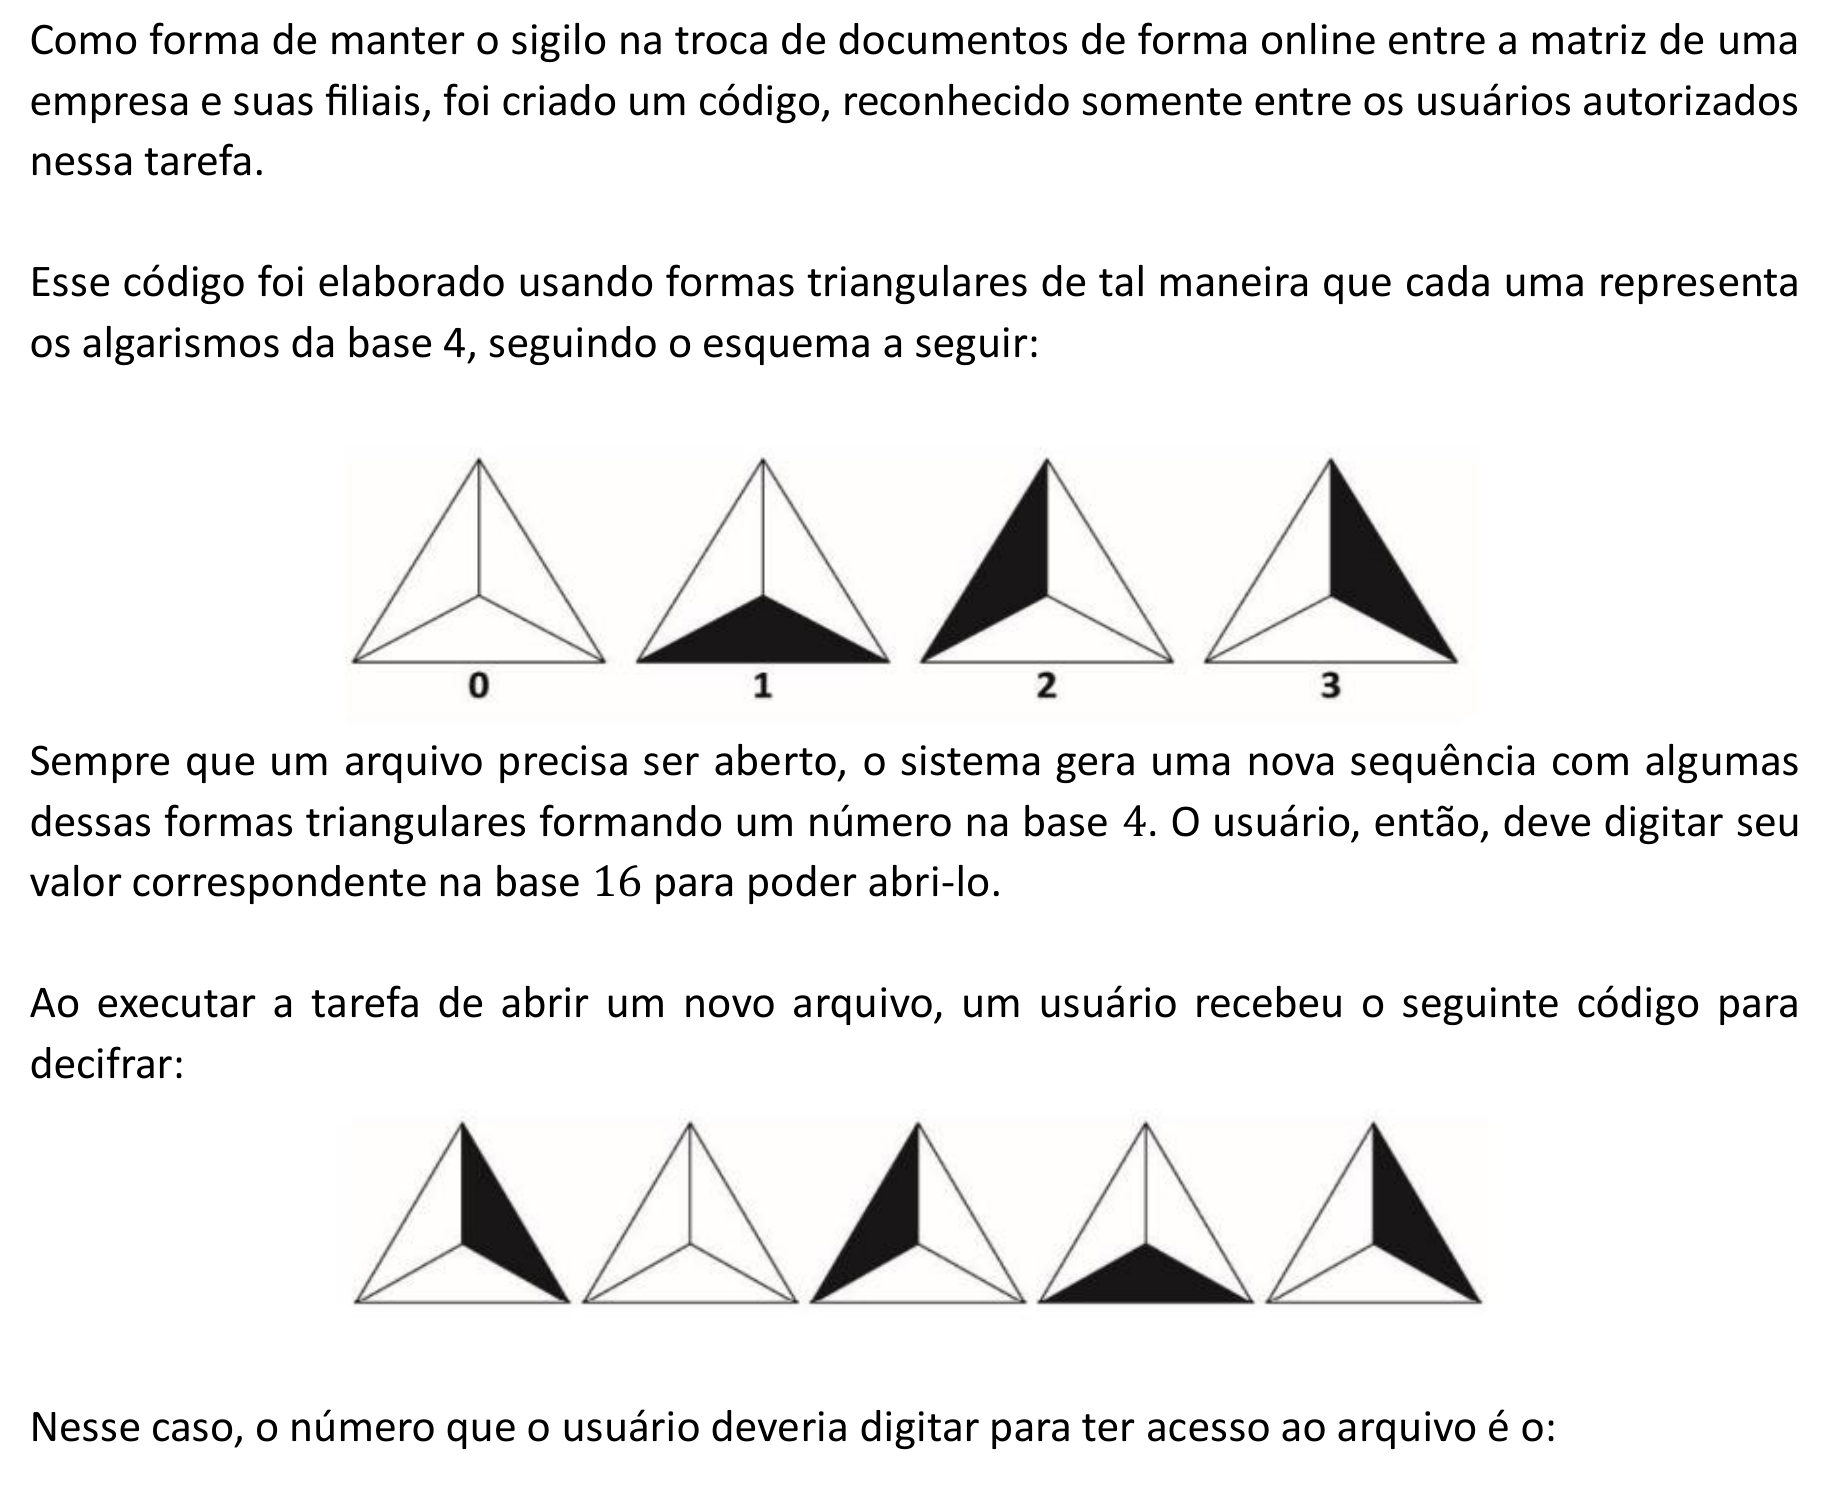 Como forma de manter o sigilo na troca de documentos de forma online entre a matriz de uma
empresa e suas filiais, foi criado um código, reconhecido somente entre os usuários autorizados
nessa tarefa.
Esse código foi elaborado usando formas triangulares de tal maneira que cada uma representa
os algarismos da base 4, seguindo o esquema a seguir:
0 1 2 3
Sempre que um arquivo precisa ser aberto, o sistema gera uma nova sequência com algumas
dessas formas triangulares formando um número na base 4. O usuário, então, deve digitar seu
valor correspondente na base 16 para poder abri-lo.
Ao executar a tarefa de abrir um novo arquivo, um usuário recebeu o seguinte código para
decifrar:
Nesse caso, o número que o usuário deveria digitar para ter acesso ao arquivo é o: